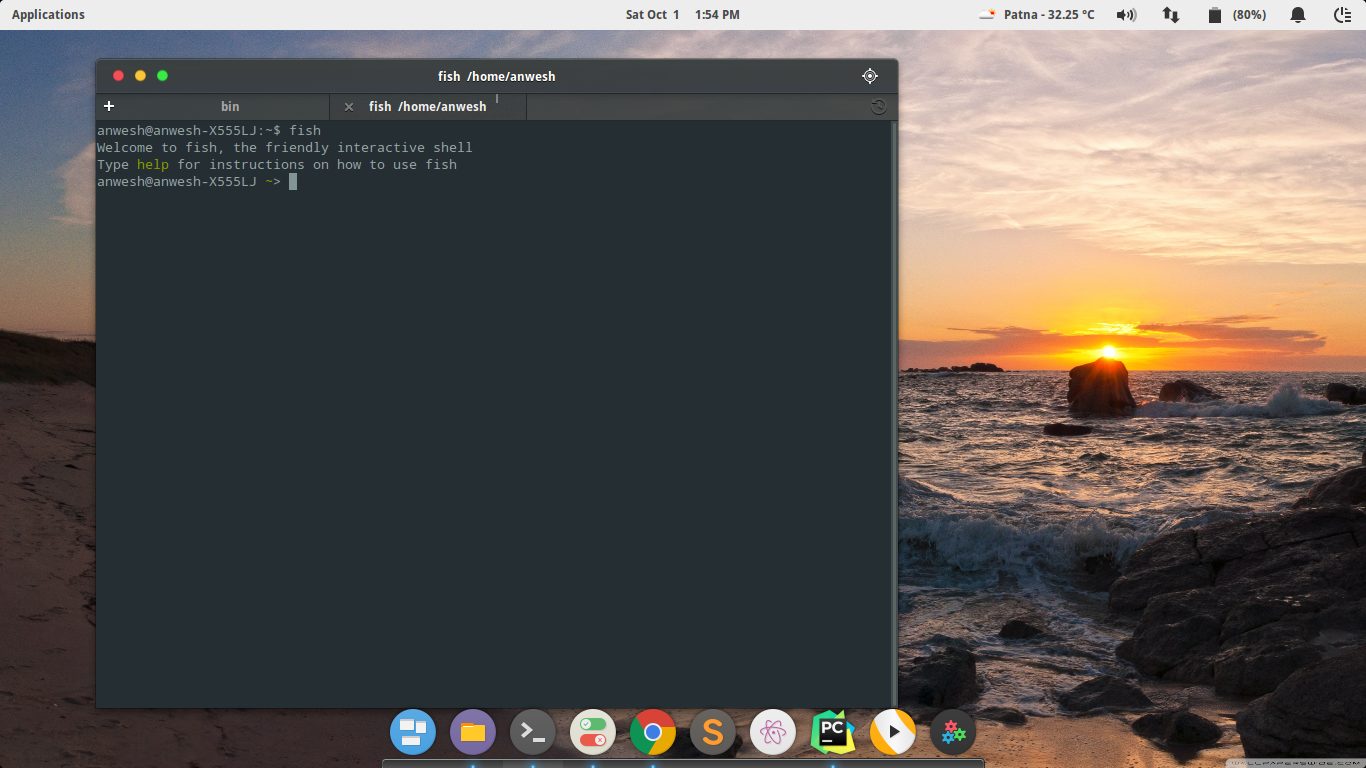 Applications
Sat Oct 1 1:54 PM
Patna - 32.25 °C
(80%)
fish /home/anwesh
bin
fish /home/anwesh
anwesh@anwesh-X555LJ:~$ fish
Welcome to fish, the friendly interactive shell
Type help for instructions on how to use fish
anwesh@anwesh-X555LJ ~>
S
PC